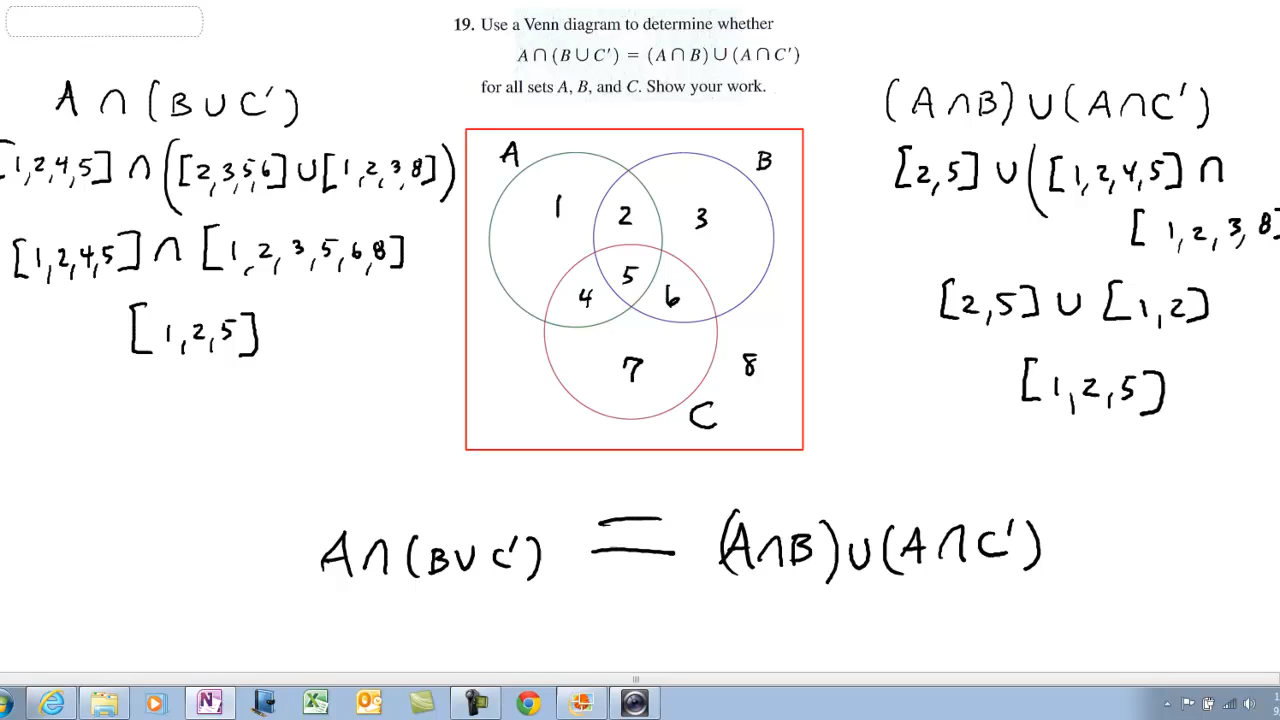 19. Use a Venn diagram to determine whether
A ∩ (B ∪ C′) = (A ∩ B) ∪ (A ∩ C′)
for all sets A, B, and C. Show your work.
A ∩ (B ∪ C′)
[1,2,4,5] ∩ ([2,3,5,6] ∪ [1,2,3,8])
[1,2,4,5] ∩ [1,2,3,5,6,8]
[1,2,5]
A
B
1
2
3
5
4
6
7
8
C
(A ∩ B) ∪ (A ∩ C′)
[2,5] ∪ ([1,2,4,5] ∩
[1,2,3,8]
[2,5] ∪ [1,2]
[1,2,5]
A ∩ (B ∪ C′) = (A ∩ B) ∪ (A ∩ C′)